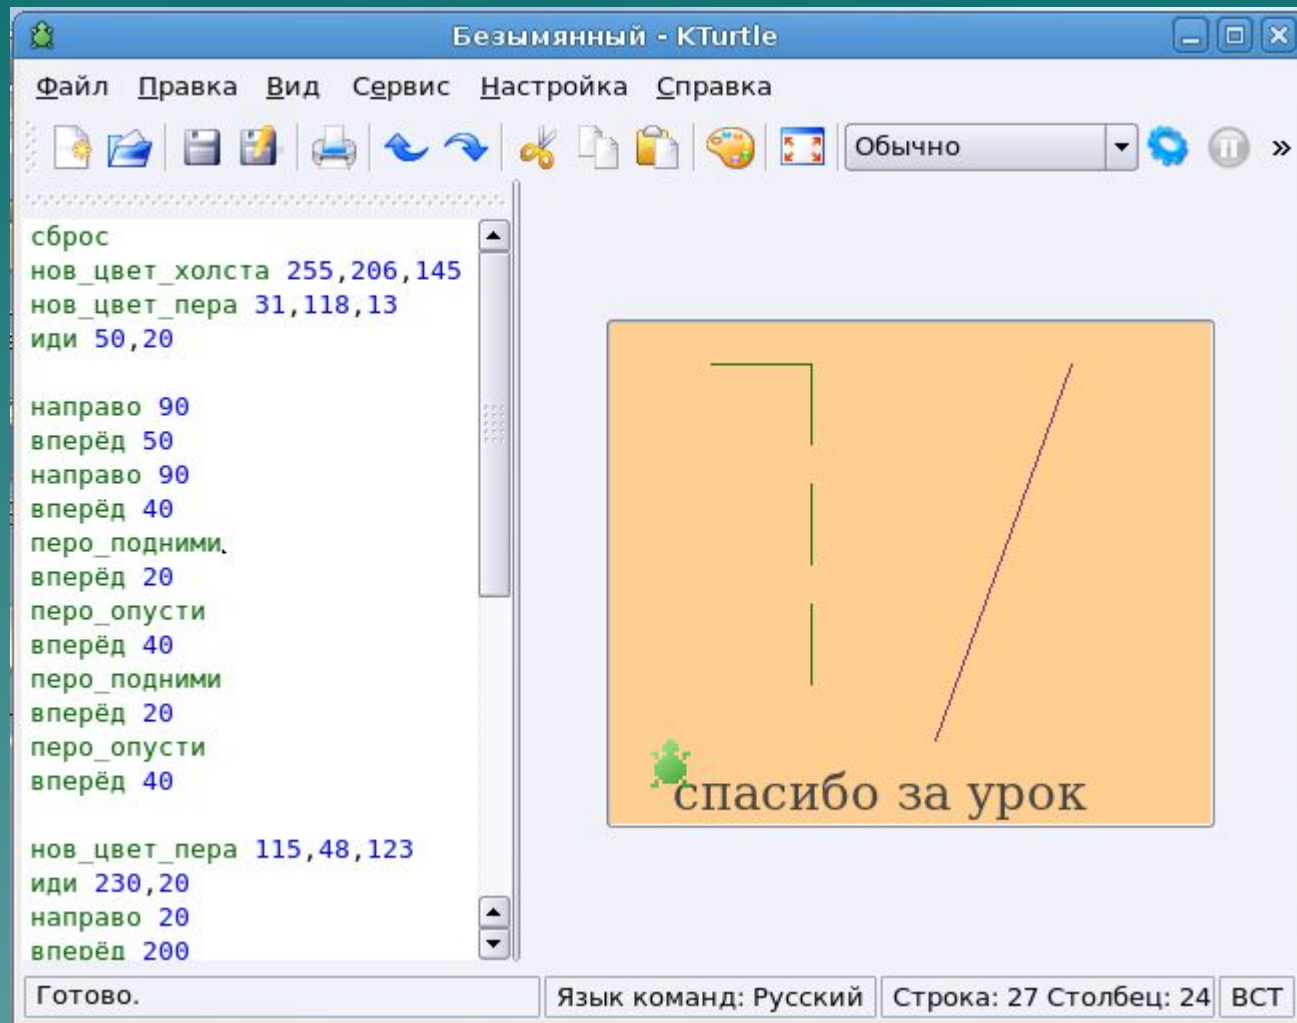 Безымянный - KTurtle
Файл Правка Вид Сервис Настройка Справка
Обычно »
сброс
нов_цвет_холста 255,206,145
нов_цвет_пера 31,118,13
иди 50,20
направо 90
вперёд 50
направо 90
вперёд 40
перо_подними
вперёд 20
перо_опусти
вперёд 40
перо_подними
вперёд 20
перо_опусти
вперёд 40
нов_цвет_пера 115,48,123
иди 230,20
направо 20
вперёд 200
спасибо за урок
Готово. Язык команд: Русский Строка: 27 Столбец: 24 ВСТ